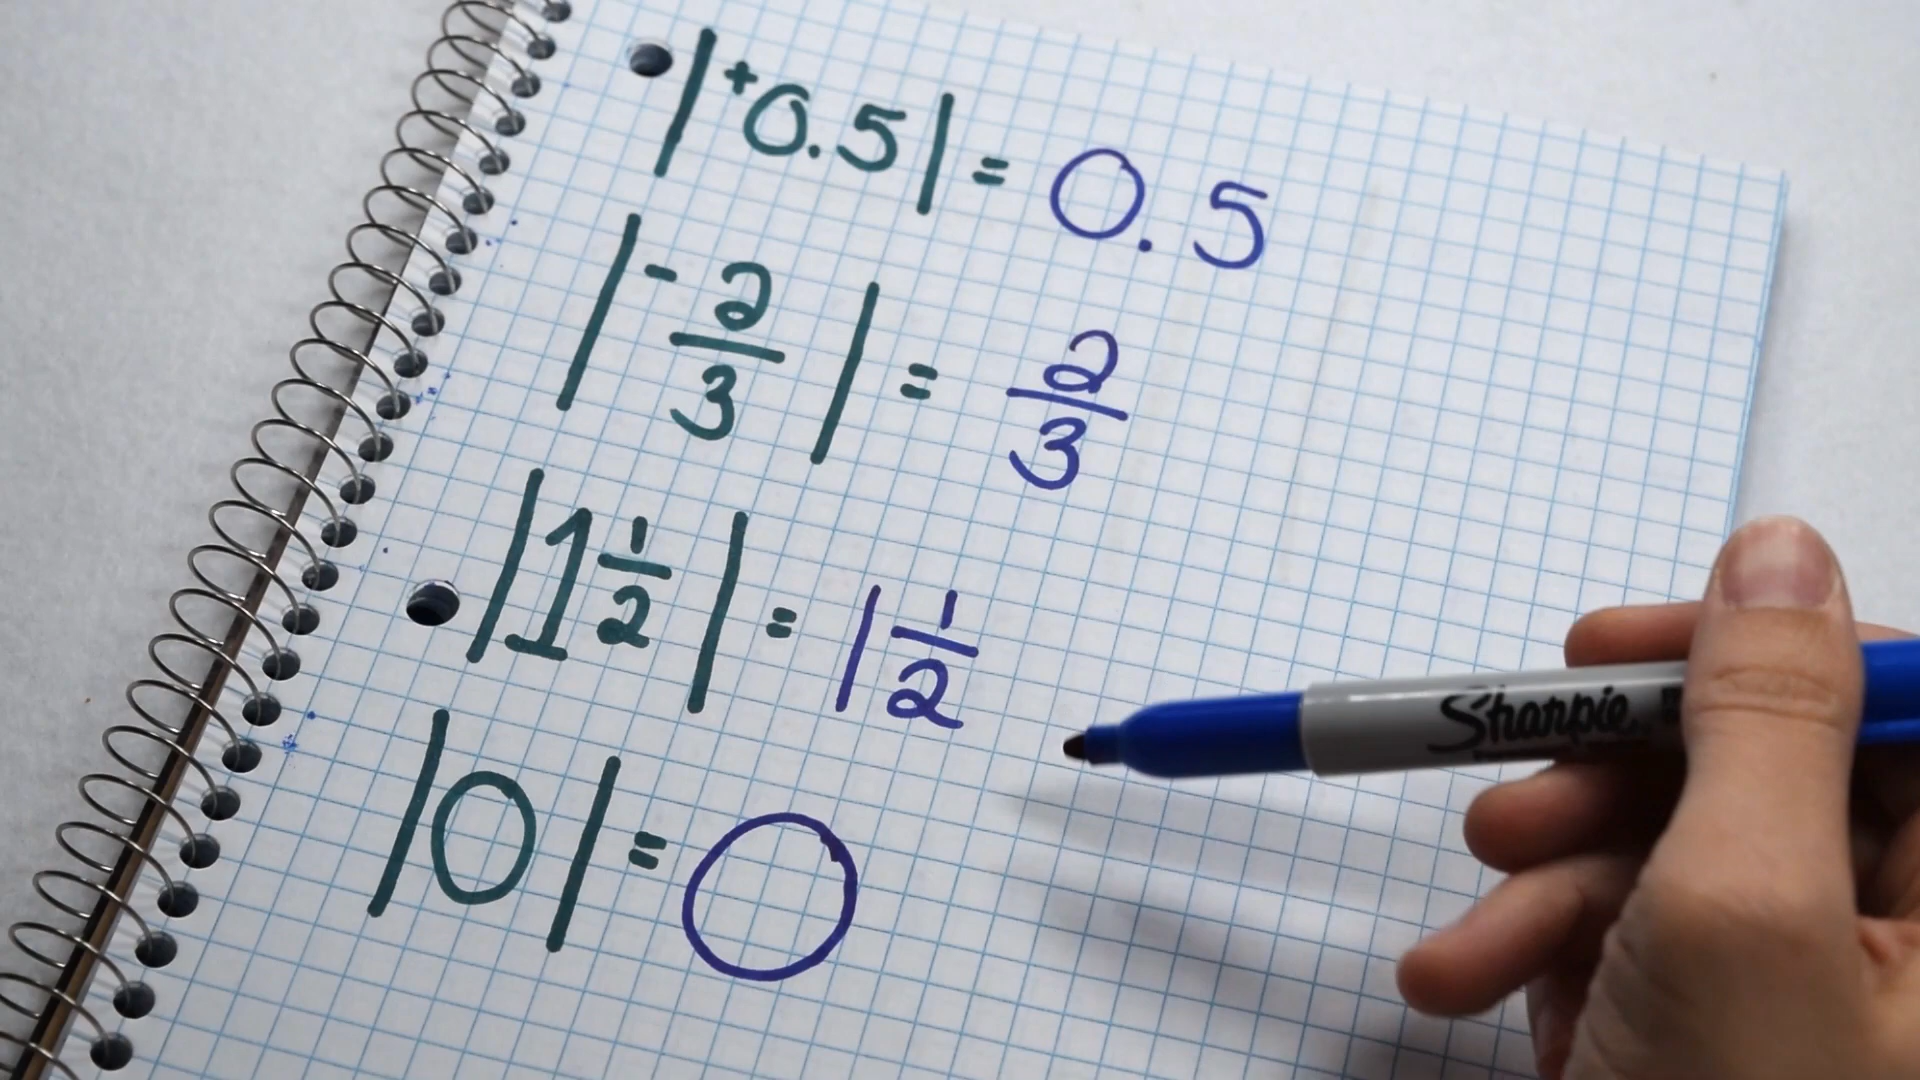 |⁺0.5| = 0.5
|⁻2/3| = 2/3
|1 1/2| = 1 1/2
|0| = 0
Sharpie